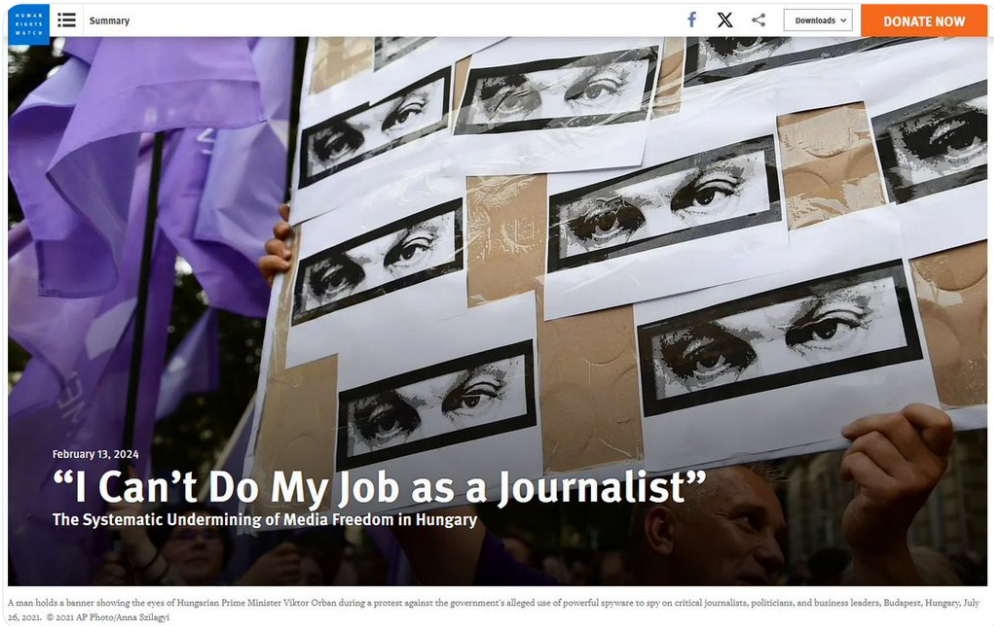 HUMAN
RIGHTS
WATCH
Summary
Downloads
DONATE NOW
February 13, 2024
“I Can’t Do My Job as a Journalist”
The Systematic Undermining of Media Freedom in Hungary
A man holds a banner showing the eyes of Hungarian Prime Minister Viktor Orban during a protest against the government's alleged use of powerful spyware to spy on critical journalists, politicians, and business leaders, Budapest, Hungary, July
26, 2021. © 2021 AP Photo/Anna Szilagyi